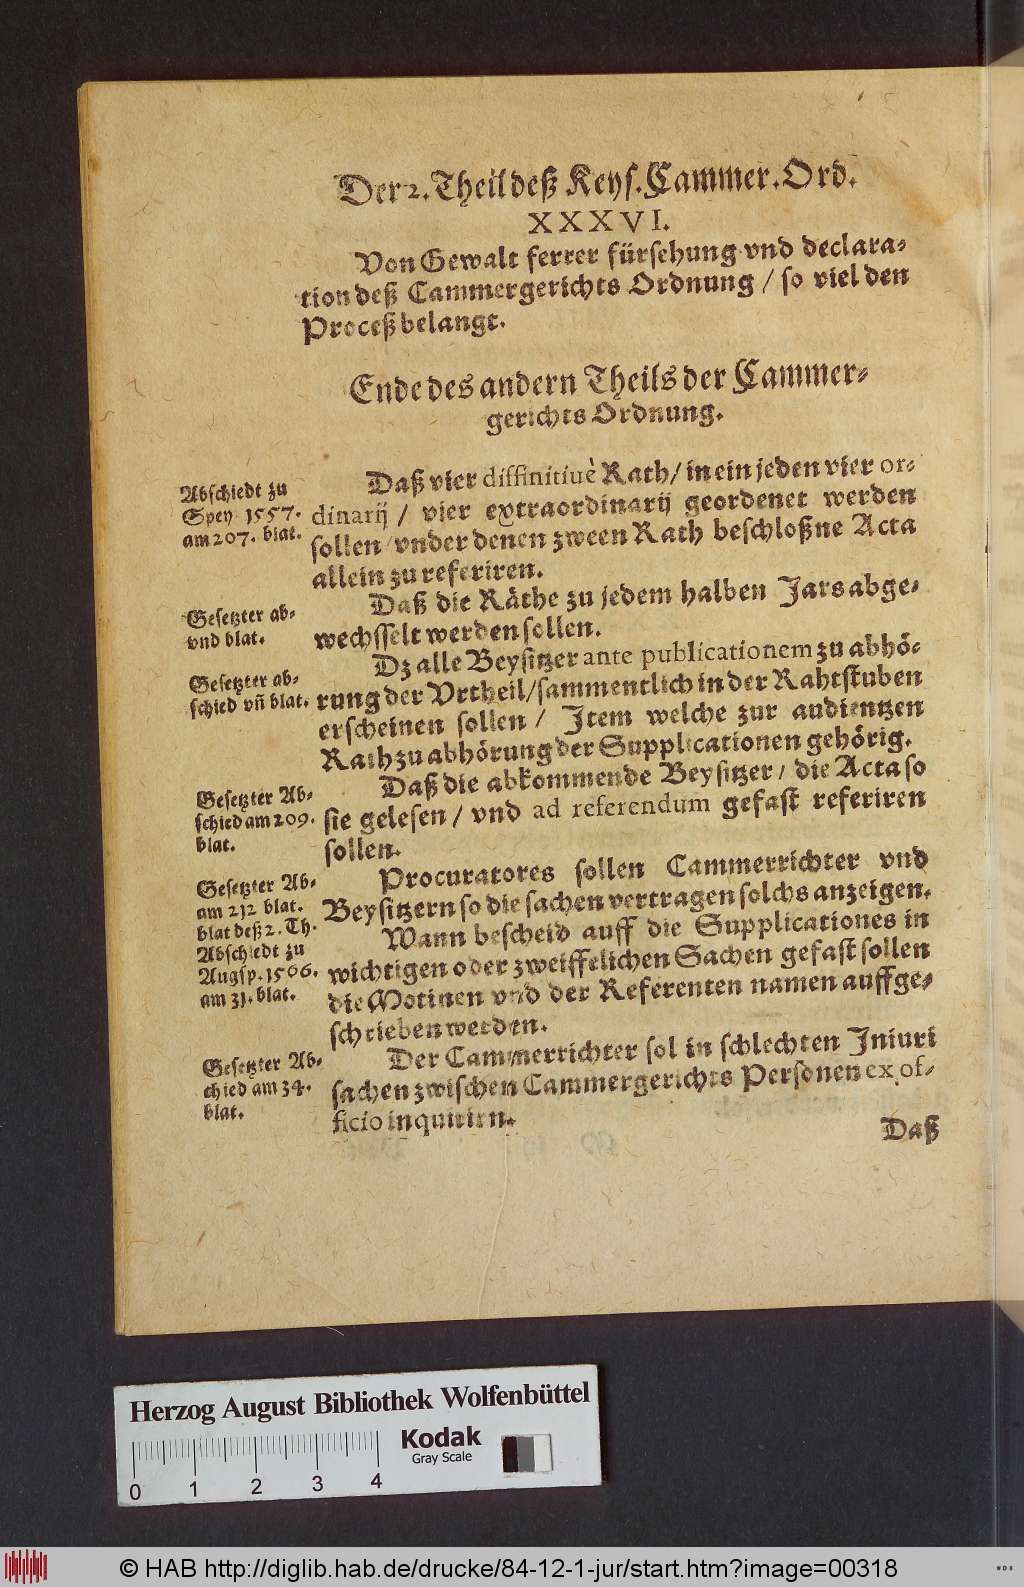 Der 2. Theil deß Keys. Cammer. Ord.
XXXVI.
Von Gewalt ferrer fürsehung vnd declara-
tion deß Cammergerichts Ordnung / so viel den
Proceß belangt.
Ende des andern Theils der Cammer-
gerichts Ordnung.
Abschiedt zu
Speÿ 1557.
am 207. blat.
Daß vier diffinitiuè Rath / in ein jeden vier or-
dinarij / vier extraordinarij geordenet werden
sollen / vnder denen zween Rath beschloßne Acta
allein zu referiren.
Gesetzter ab-
vnd blat.
Daß die Räthe zu jedem halben Jars abge-
wechsselt werden sollen.
Gesetzter ab-
schied vñ blat.
Dz alle Beysitzer ante publicationem zu abhö-
rung der Vrtheil / sammentlich in der Rahtstuben
erscheinen sollen / Item welche zur audientzen
Rath zu abhörung der Supplicationen gehörig.
Gesetzter Ab-
schied am 209.
blat.
Daß die abkommende Beysitzer / die Acta so
sie gelesen / vnd ad referendum gefast referiren
sollen.
Gesetzter Ab-
am 212 blat.
blat deß 2. Th.
Abschiedt zu
Augsp. 1566.
am 31. blat.
Procuratores sollen Cammerrichter vnd
Beysitzern so die sachen vertragen solchs anzeigen.
Wann bescheid auff die Supplicationes in
wichtigen oder zweiffelichen Sachen gefast sollen
die Motiuen vnd der Referenten namen auffge-
schrieben werden.
Gesetzter Ab-
chied am 34.
blat.
Der Cammerrichter sol in schlechten Iniuri
sachen zwischen Cammergerichts Personen ex of-
ficio inquirirn.
Daß
Herzog August Bibliothek Wolfenbüttel
Kodak
Gray Scale
0 1 2 3 4
© HAB http://diglib.hab.de/drucke/84-12-1-jur/start.htm?image=00318